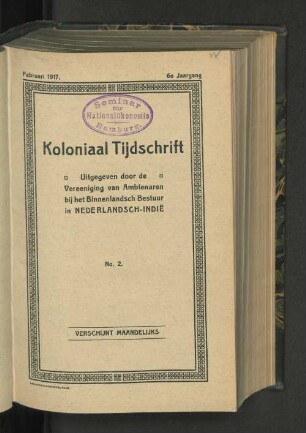 Februari 1917.
6e Jaargang
Seminar
für
Nationalökonomie
Hamburg.
Koloniaal Tijdschrift
Uitgegeven door de
Vereeniging van Ambtenaren
bij het Binnenlandsch Bestuur
in NEDERLANDSCH-INDIË
No. 2.
VERSCHIJNT MAANDELIJKS